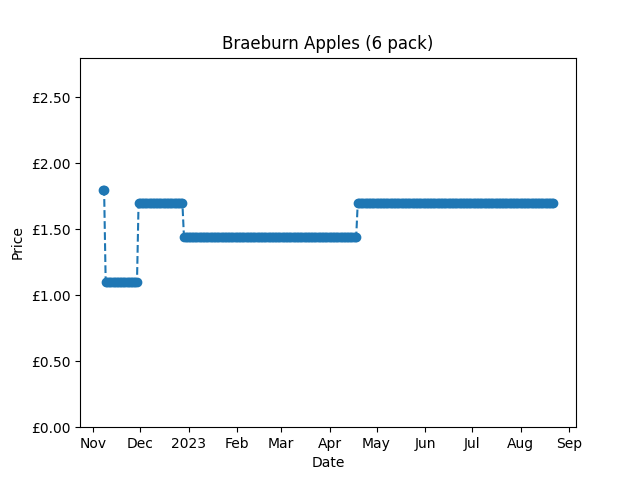 Braeburn Apples (6 pack)
£2.50
£2.00
£1.50
£1.00
£0.50
£0.00
Price
Nov Dec 2023 Feb Mar Apr May Jun Jul Aug Sep
Date